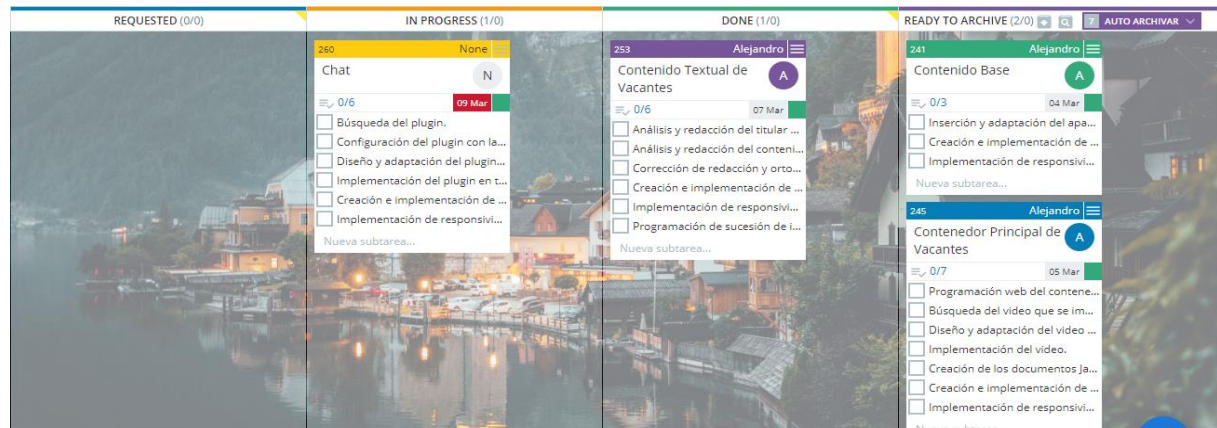 REQUESTED (0/0)
IN PROGRESS (1/0)
260 None
Chat
N
0/6 09 Mar
Búsqueda del plugin.
Configuración del plugin con la...
Diseño y adaptación del plugin...
Implementación del plugin en t...
Creación e implementación de ...
Implementación de responsivi...
Nueva subtarea...
DONE (1/0)
253 Alejandro
Contenido Textual de
Vacantes
A
0/6 07 Mar
Análisis y redacción del titular ...
Análisis y redacción del conteni...
Corrección de redacción y orto...
Creación e implementación de ...
Implementación de responsivi...
Programación de sucesión de i...
Nueva subtarea...
READY TO ARCHIVE (2/0) 7 AUTO ARCHIVAR
241 Alejandro
Contenido Base
A
0/3 04 Mar
Inserción y adaptación del apa...
Creación e implementación de ...
Implementación de responsivi...
Nueva subtarea...
245 Alejandro
Contenedor Principal de
Vacantes
A
0/7 05 Mar
Programación web del contene...
Búsqueda del video que se im...
Diseño y adaptación del video ...
Implementación del video.
Creación de los documentos Ja...
Creación e implementación de ...
Implementación de responsivi...